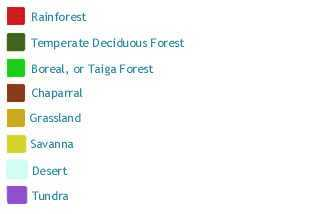 Rainforest
Temperate Deciduous Forest
Boreal, or Taiga Forest
Chaparral
Grassland
Savanna
Desert
Tundra